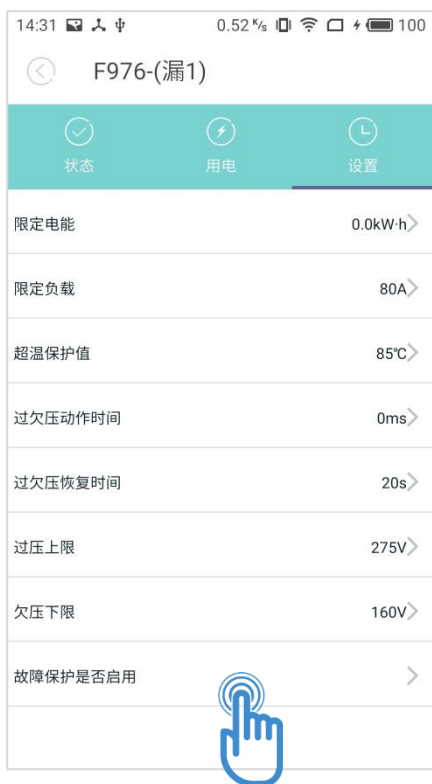 14:31 0.52 K/s 100
F976-(漏1)
状态 用电 设置
限定电能 0.0kW·h
限定负载 80A
超温保护值 85℃
过欠压动作时间 0ms
过欠压恢复时间 20s
过压上限 275V
欠压下限 160V
故障保护是否启用